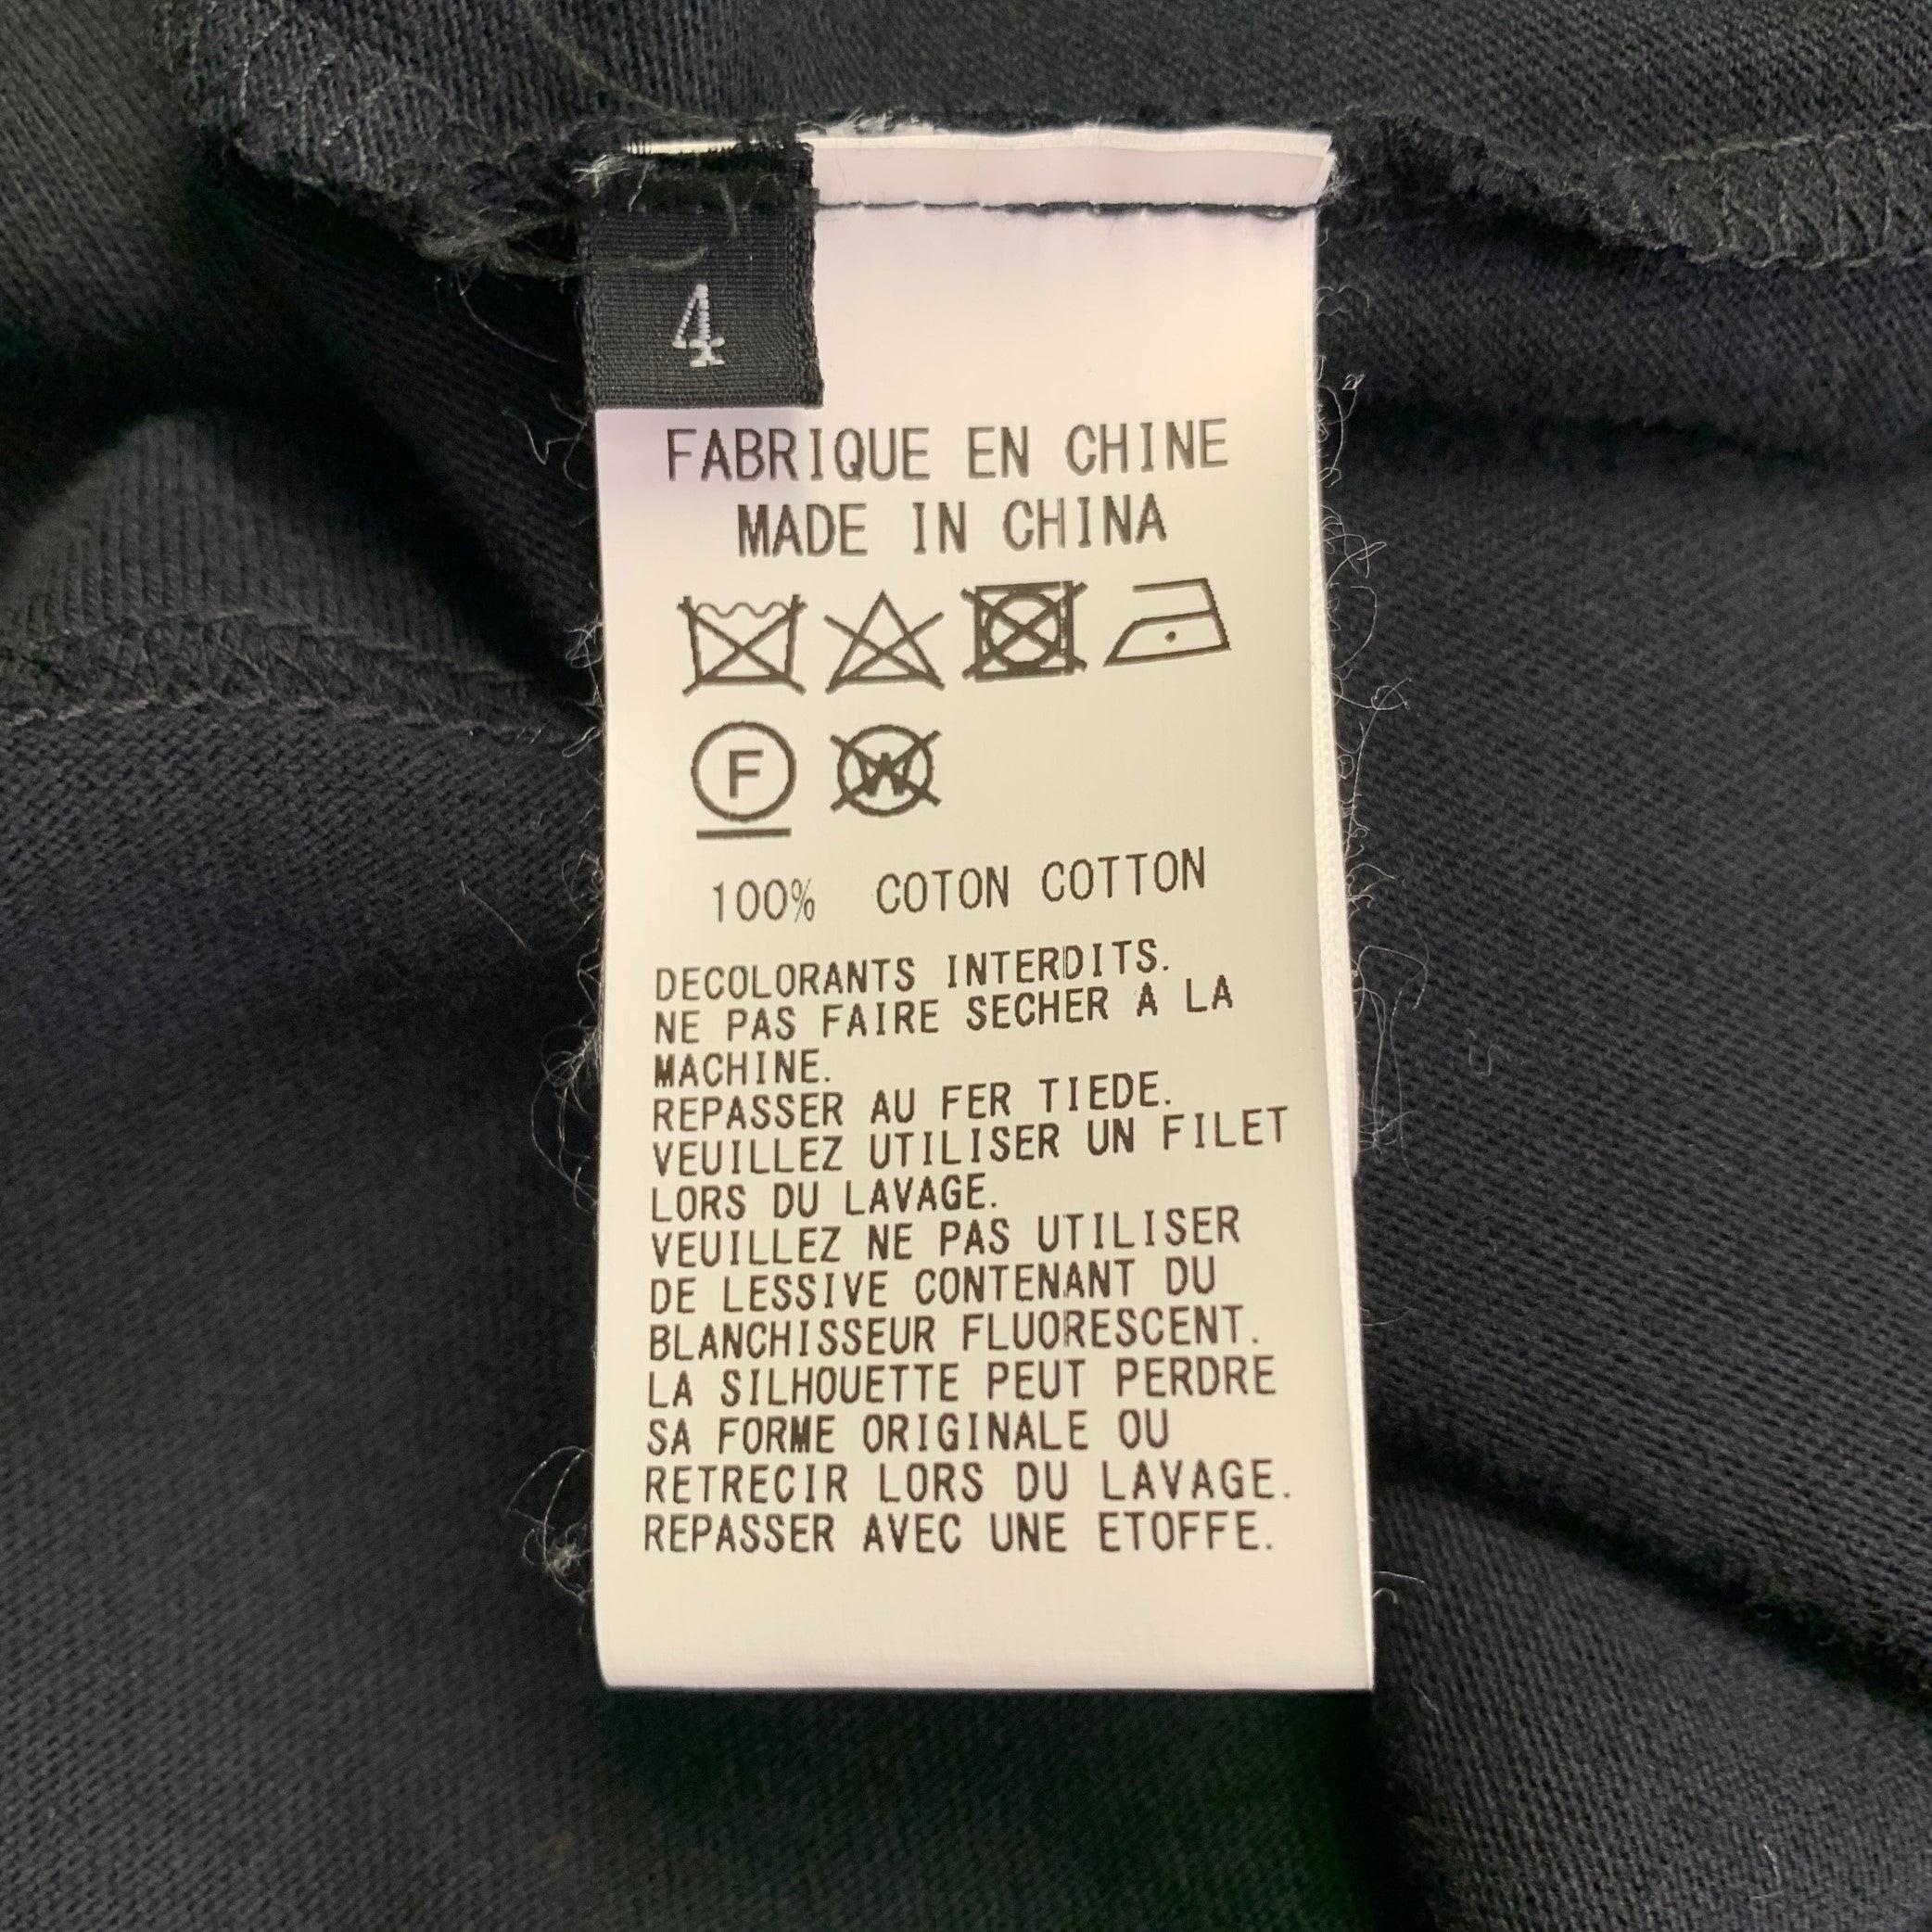 4
FABRIQUE EN CHINE
MADE IN CHINA
F W
100% COTON COTTON
DECOLORANTS INTERDITS.
NE PAS FAIRE SECHER A LA
MACHINE.
REPASSER AU FER TIEDE.
VEUILLEZ UTILISER UN FILET
LORS DU LAVAGE.
VEUILLEZ NE PAS UTILISER
DE LESSIVE CONTENANT DU
BLANCHISSEUR FLUORESCENT.
LA SILHOUETTE PEUT PERDRE
SA FORME ORIGINALE OU
RETRECIR LORS DU LAVAGE.
REPASSER AVEC UNE ETOFFE.